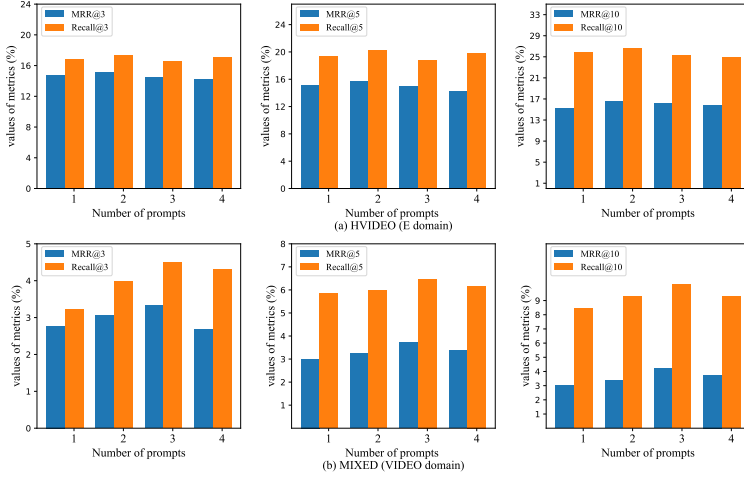 MRR@3
Recall@3
values of metrics (%)
24
20
16
12
8
4
0
1 2 3 4
Number of prompts
MRR@5
Recall@5
values of metrics (%)
24
20
16
12
8
4
0
1 2 3 4
Number of prompts
MRR@10
Recall@10
values of metrics (%)
33
29
25
21
17
13
9
5
1
1 2 3 4
Number of prompts
(a) HVIDEO (E domain)
MRR@3
Recall@3
values of metrics (%)
5
4
3
2
1
0
1 2 3 4
Number of prompts
MRR@5
Recall@5
values of metrics (%)
8
7
6
5
4
3
2
1
1 2 3 4
Number of prompts
MRR@10
Recall@10
values of metrics (%)
9
8
7
6
5
4
3
2
1
1 2 3 4
Number of prompts
(b) MIXED (VIDEO domain)